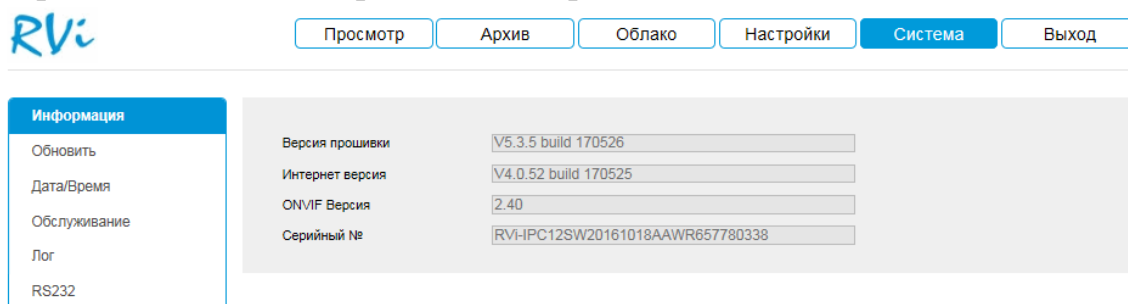 RVi
Просмотр Архив Облако Настройки Система Выход
Информация
Обновить
Дата/Время
Обслуживание
Лог
RS232
Версия прошивки V5.3.5 build 170526
Интернет версия V4.0.52 build 170525
ONVIF Версия 2.40
Серийный № RVi-IPC12SW20161018AAWR657780338